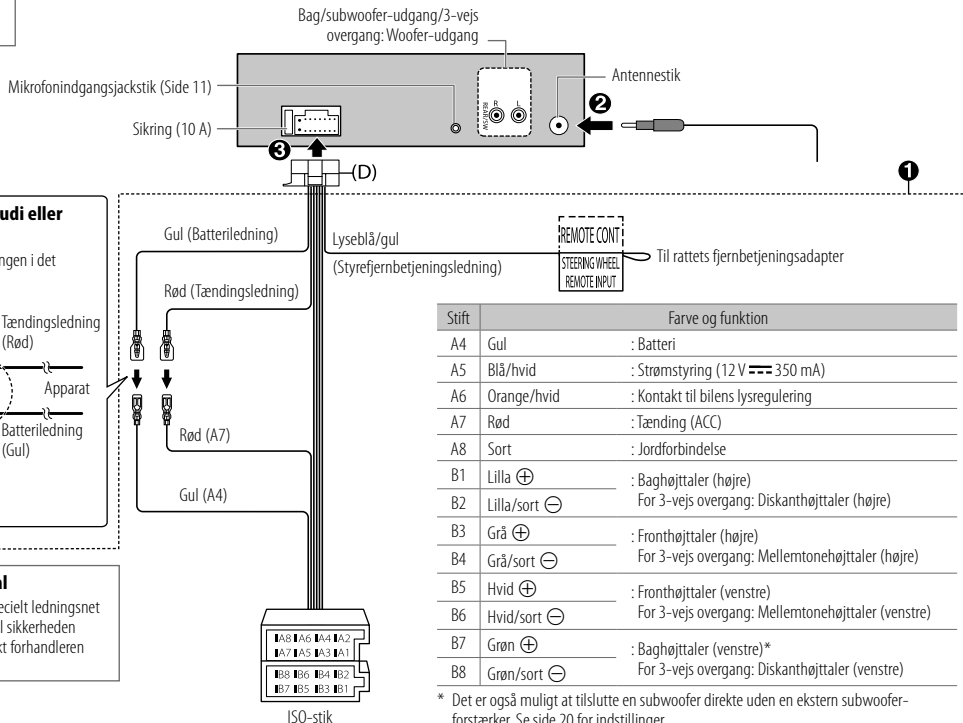 Bag/subwoofer-udgang/3-vejs
overgang: Woofer-udgang
Mikrofonindgangsjackstik (Side 11)
Antennestik
Sikring (10 A)
REAR/SW
R
L
❷
❸
(D)
❶
udi eller
ngen i det
Tændingsledning
(Rød)
Apparat
Batteriledning
(Gul)
Gul (Batteriledning)
Rød (Tændingsledning)
Lyseblå/gul
(Styrefjernbetjeningsledning)
REMOTE CONT
STEERING WHEEL
REMOTE INPUT
Til rattets fjernbetjeningsadapter
Rød (A7)
Gul (A4)
al
ecielt ledningsnet
l sikkerheden
kt forhandleren
A8 A6 A4 A2
A7 A5 A3 A1
B8 B6 B4 B2
B7 B5 B3 B1
ISO-stik
Stift Farve og funktion
A4 Gul : Batteri
A5 Blå/hvid : Strømstyring (12 V ⎓ 350 mA)
A6 Orange/hvid : Kontakt til bilens lysregulering
A7 Rød : Tænding (ACC)
A8 Sort : Jordforbindelse
B1 Lilla ⊕ : Baghøjttaler (højre)
B2 Lilla/sort ⊖ For 3-vejs overgang: Diskanthøjttaler (højre)
B3 Grå ⊕ : Fronthøjttaler (højre)
B4 Grå/sort ⊖ For 3-vejs overgang: Mellemtonehøjttaler (højre)
B5 Hvid ⊕ : Fronthøjttaler (venstre)
B6 Hvid/sort ⊖ For 3-vejs overgang: Mellemtonehøjttaler (venstre)
B7 Grøn ⊕ : Baghøjttaler (venstre)*
B8 Grøn/sort ⊖ For 3-vejs overgang: Diskanthøjttaler (venstre)
* Det er også muligt at tilslutte en subwoofer direkte uden en ekstern subwoofer-
forstærker. Se side 20 for indstillinger.